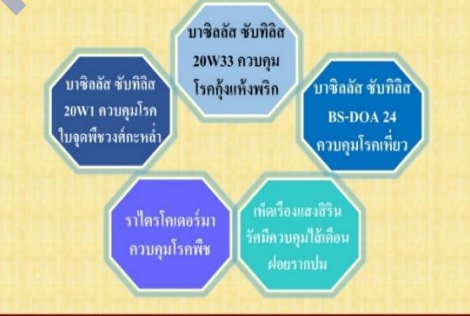 บาซิลลัส ซับทิลิส
20W33 ควบคุม
โรคกุ้งแห้งพริก
บาซิลลัส ซับทิลิส
20W1 ควบคุมโรค
ใบจุดพืชวงศ์กะหล่ำ
บาซิลลัส ซับทิลิส
BS-DOA 24
ควบคุมโรคเหี่ยว
ราไตรโคเดอร์มา
ควบคุมโรคพืช
เห็ดเรืองแสงสิริน
รัศมีควบคุมไส้เดือน
ฝอยรากปม